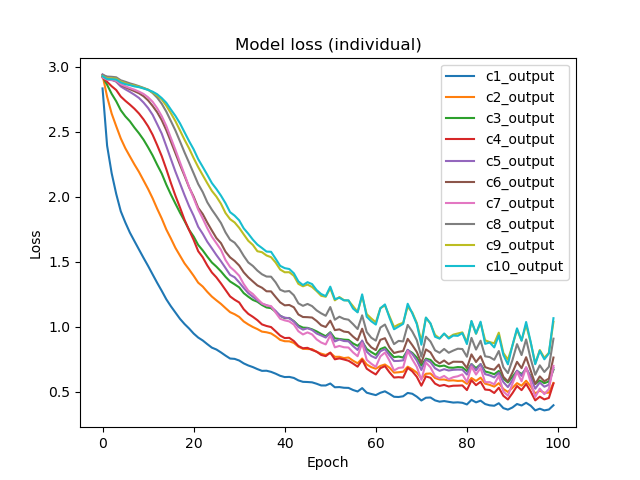 Model loss (individual)
3.0
2.5
2.0
1.5
1.0
0.5
Loss
0
20
40
60
80
100
Epoch
c1_output
c2_output
c3_output
c4_output
c5_output
c6_output
c7_output
c8_output
c9_output
c10_output